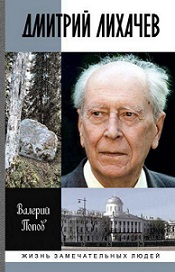 ДМИТРИЙ ЛИХАЧЕВ
Валерий
Попов
ЖИЗНЬ ЗАМЕЧАТЕЛЬНЫХ ЛЮДЕЙ